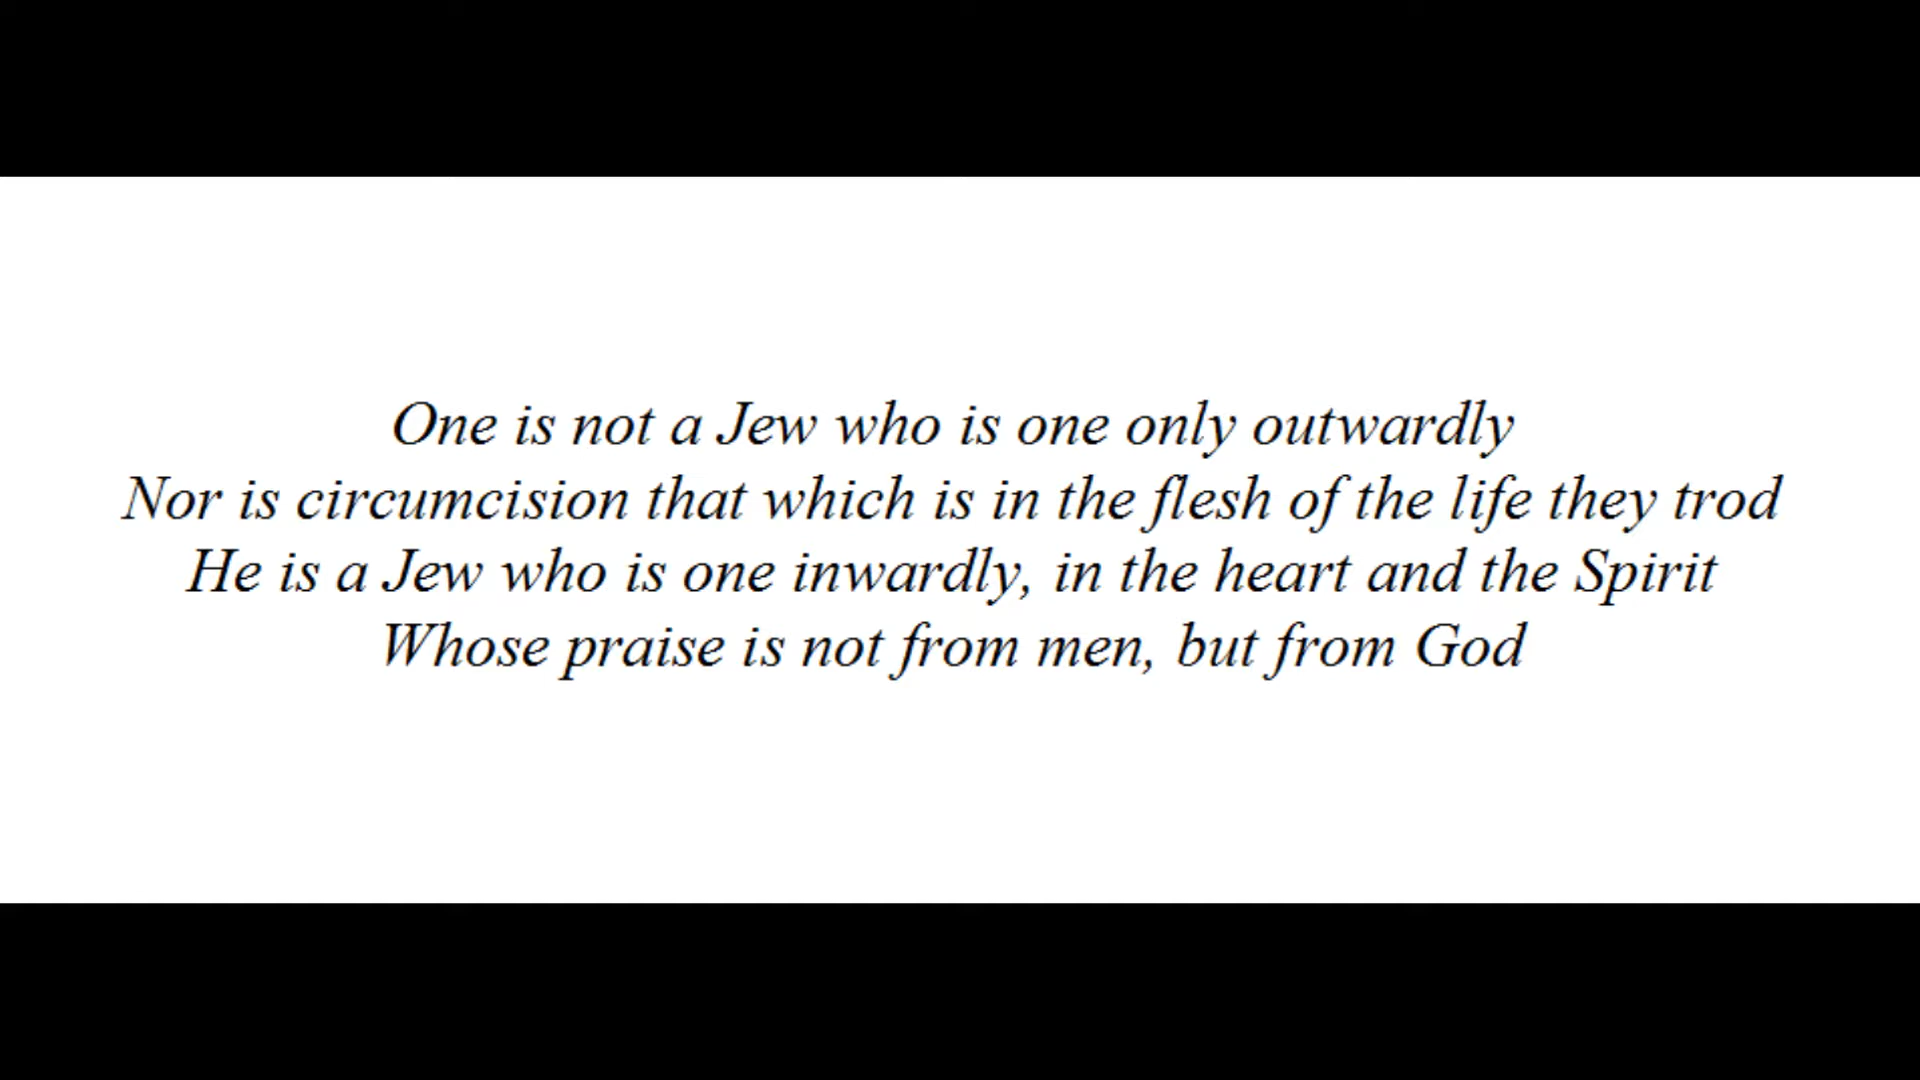 One is not a Jew who is one only outwardly
Nor is circumcision that which is in the flesh of the life they trod
He is a Jew who is one inwardly, in the heart and the Spirit
Whose praise is not from men, but from God